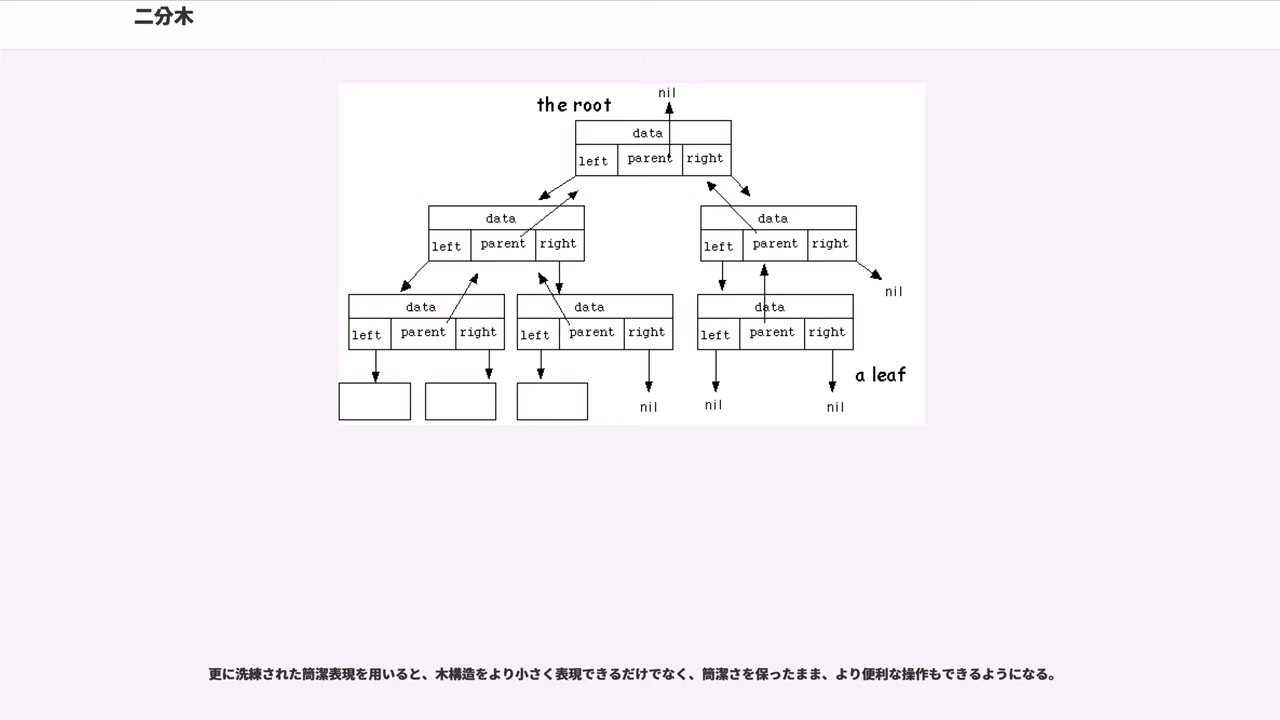 二分木
nil
the root
data
left parent right
data
left parent right
data
left parent right
nil
data
left parent right
data
left parent right
data
left parent right
a leaf
nil
nil
nil
更に洗練された簡潔表現を用いると、木構造をより小さく表現できるだけでなく、簡潔さを保ったまま、より便利な操作もできるようになる。